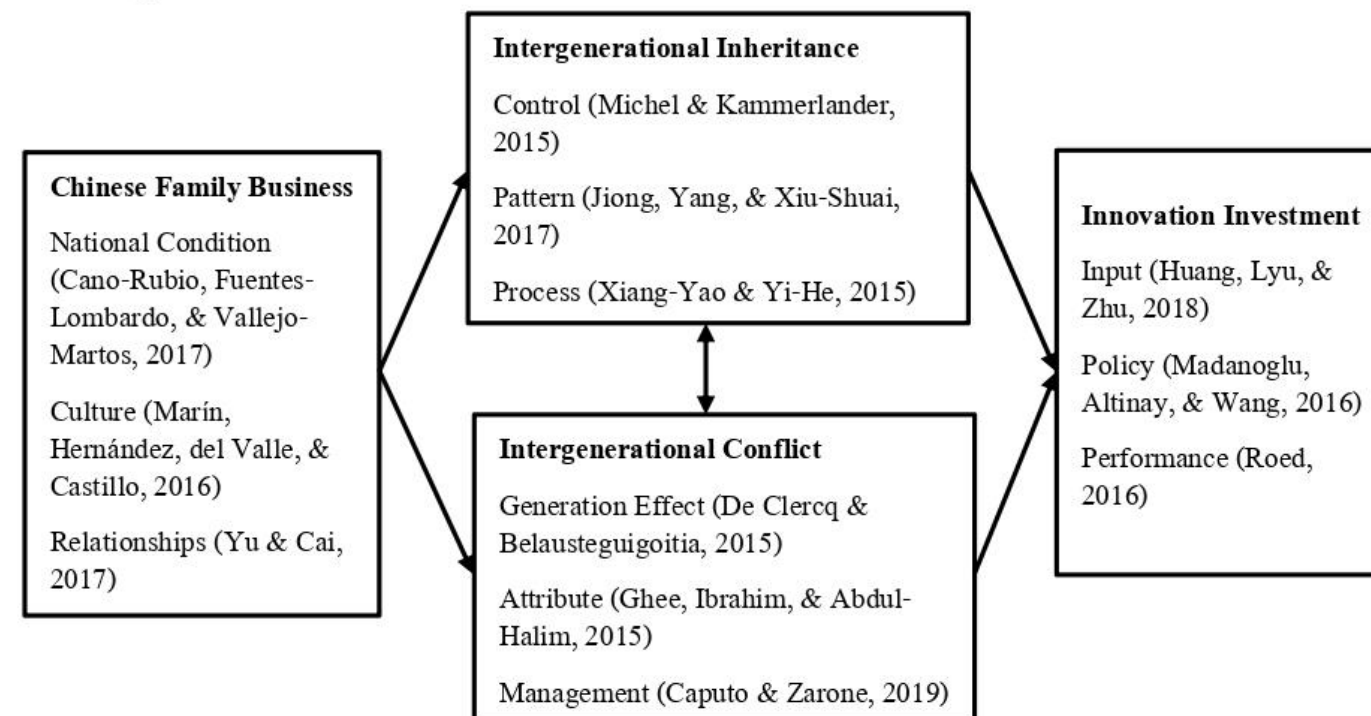 Chinese Family Business
National Condition
(Cano-Rubio, Fuentes-
Lombardo, & Vallejo-
Martos, 2017)
Culture (Marín,
Hernández, del Valle, &
Castillo, 2016)
Relationships (Yu & Cai,
2017)
Intergenerational Inheritance
Control (Michel & Kammerlander,
2015)
Pattern (Jiong, Yang, & Xiu-Shuai,
2017)
Process (Xiang-Yao & Yi-He, 2015)
Intergenerational Conflict
Generation Effect (De Clercq &
Belausteguigoitia, 2015)
Attribute (Ghee, Ibrahim, & Abdul-
Halim, 2015)
Management (Caputo & Zarone, 2019)
Innovation Investment
Input (Huang, Lyu, &
Zhu, 2018)
Policy (Madanoglu,
Altinay, & Wang, 2016)
Performance (Roed,
2016)